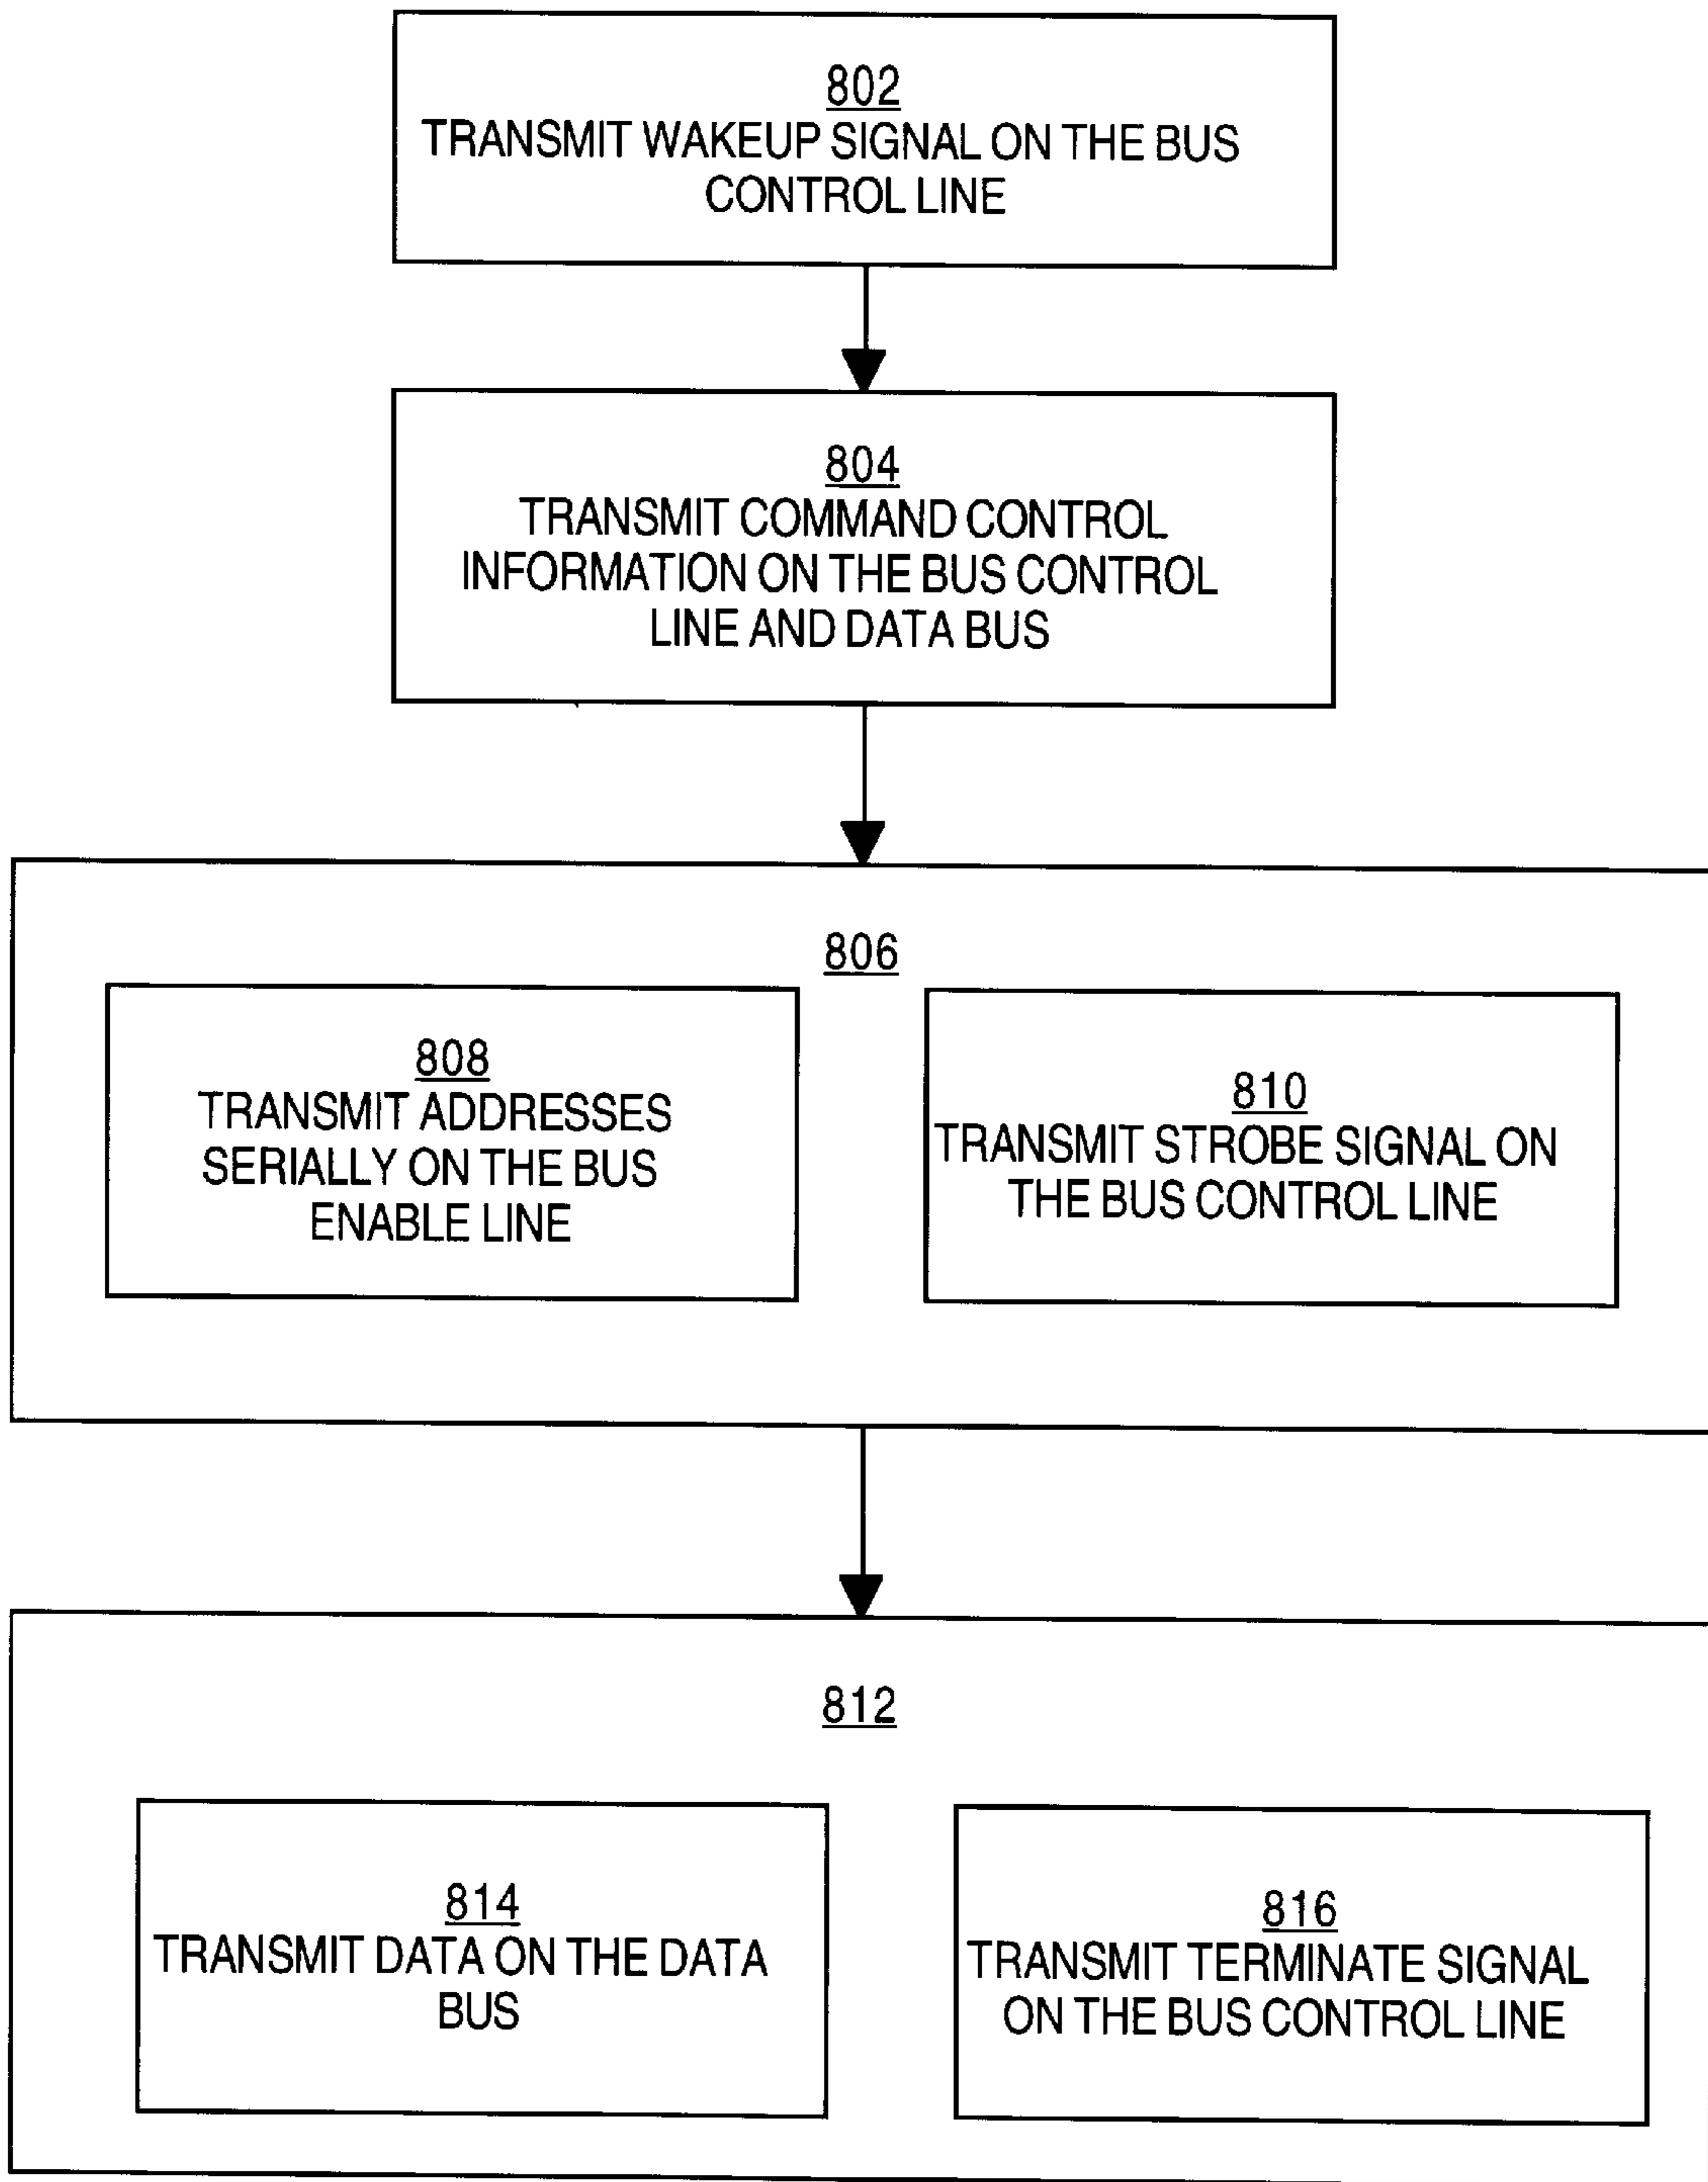 802
TRANSMIT WAKEUP SIGNAL ON THE BUS
CONTROL LINE
804
TRANSMIT COMMAND CONTROL
INFORMATION ON THE BUS CONTROL
LINE AND DATA BUS
806
808
TRANSMIT ADDRESSES
SERIALLY ON THE BUS
ENABLE LINE
810
TRANSMIT STROBE SIGNAL ON
THE BUS CONTROL LINE
812
814
TRANSMIT DATA ON THE DATA
BUS
816
TRANSMIT TERMINATE SIGNAL
ON THE BUS CONTROL LINE